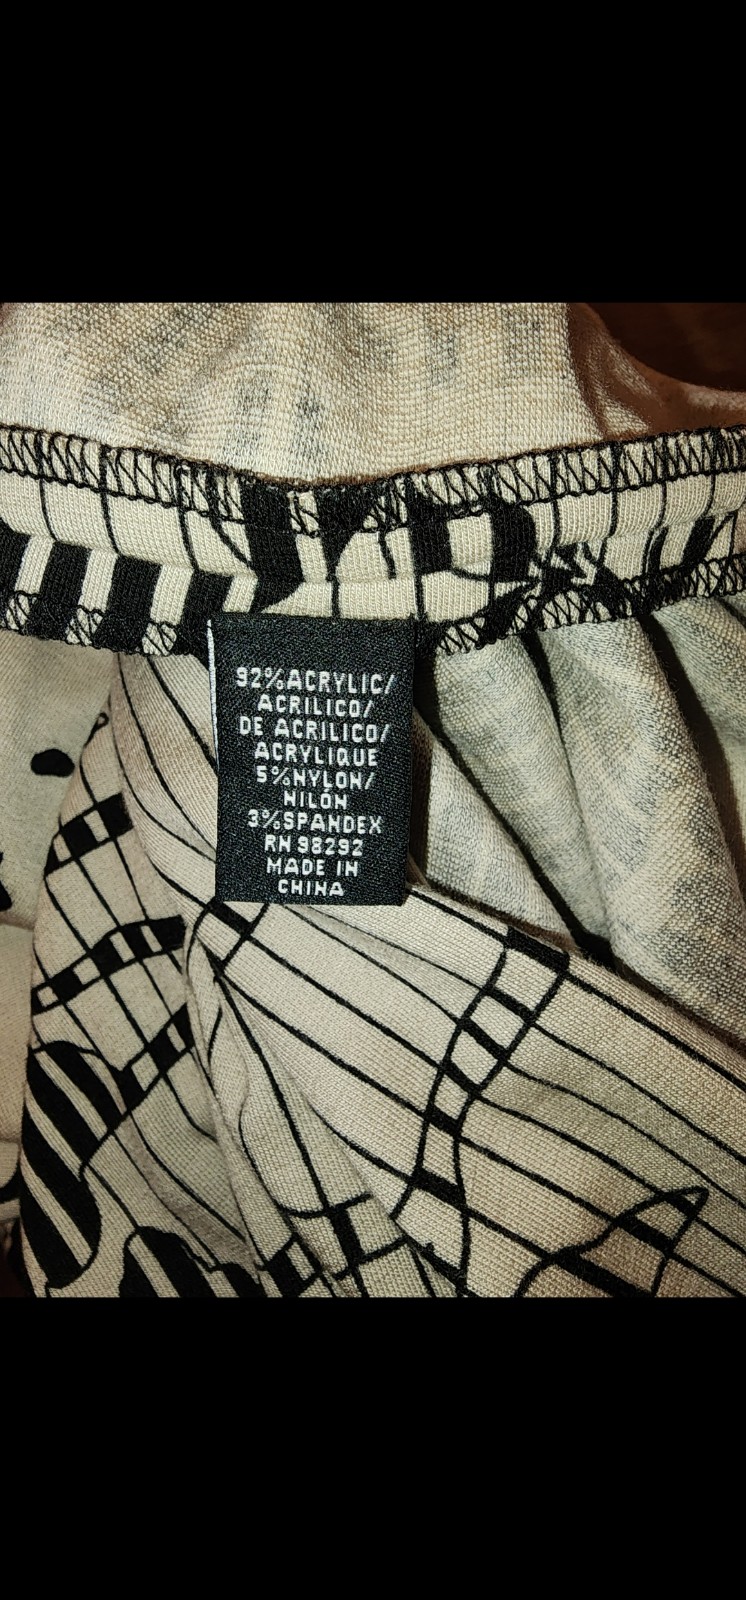 92%ACRYLIC/
ACRILICO/
DE ACRILICO/
ACRYLIQUE
5%NYLON/
NILÓN
3%SPANDEX
RN 98292
MADE IN
CHINA